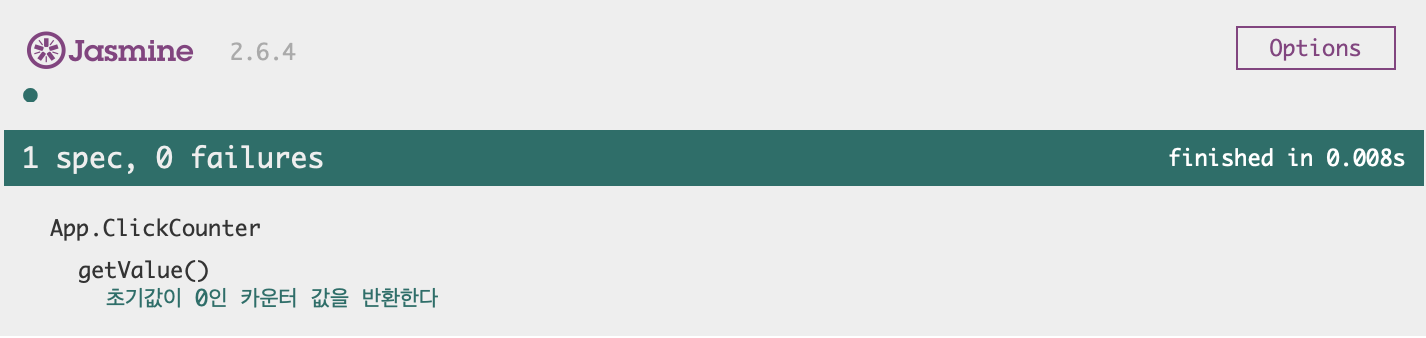 Jasmine 2.6.4 Options
1 spec, 0 failures finished in 0.008s
App.ClickCounter
getValue()
초기값이 0인 카운터 값을 반환한다